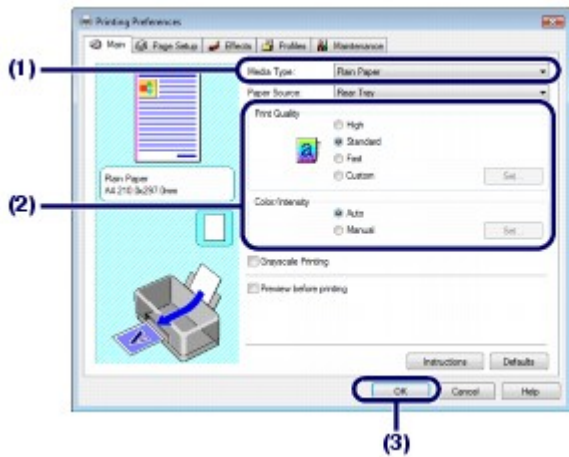 Printing Preferences
Main Page Setup Effects Profiles Maintenance
(1)
Media Type: Plain Paper
Paper Source: Rear Tray
Print Quality
High
a
Standard
Fast
Custom Set...
Plain Paper
A4 210.0x297.0mm
(2)
Color/Intensity
Auto
Manual Set...
Grayscale Printing
Preview before printing
Instructions Defaults
OK Cancel Help
(3)